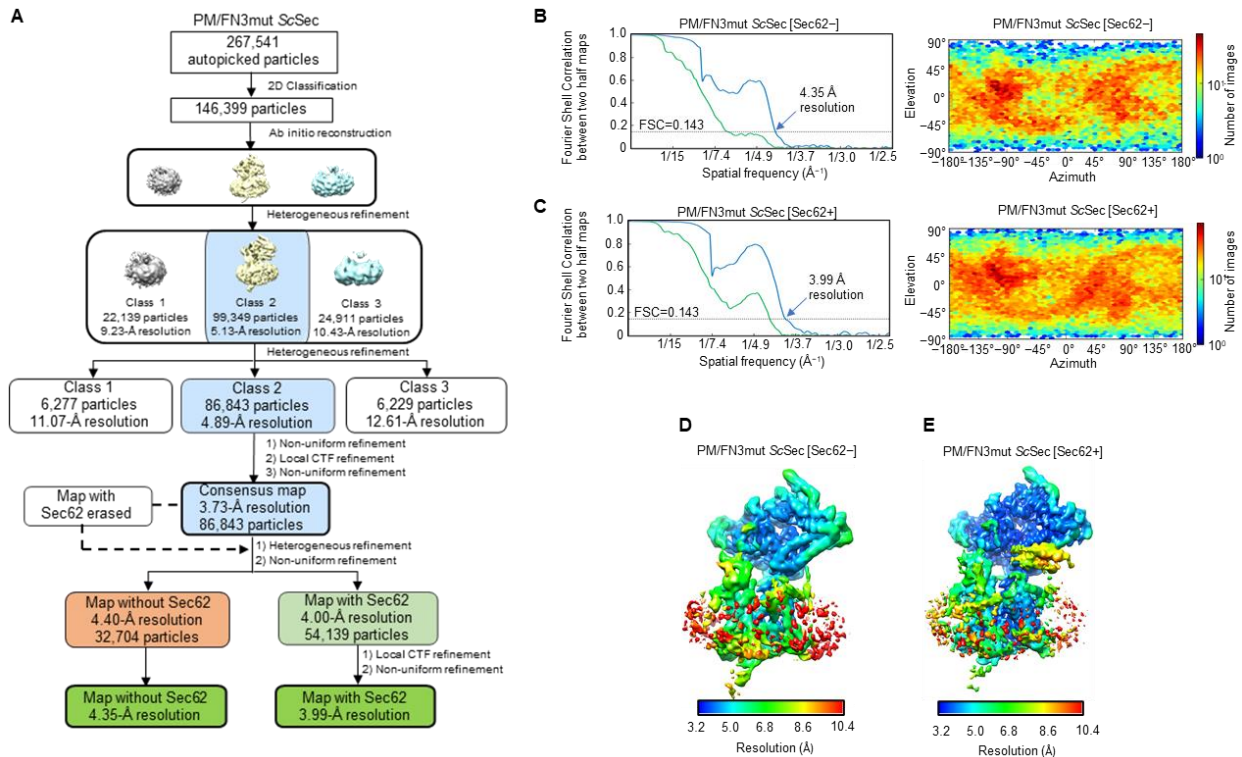 A
PM/FN3mut ScSec
267,541
autopicked particles
2D Classification
146,399 particles
Ab initio reconstruction
Heterogeneous refinement
Class 1
22,139 particles
9.23-Å resolution
Class 2
99,349 particles
5.13-Å resolution
Class 3
24,911 particles
10.43-Å resolution
Heterogeneous refinement
Class 1
6,277 particles
11.07-Å resolution
Class 2
86,843 particles
4.89-Å resolution
Class 3
6,229 particles
12.61-Å resolution
1) Non-uniform refinement
2) Local CTF refinement
3) Non-uniform refinement
Map with
Sec62 erased
Consensus map
3.73-Å resolution
86,843 particles
1) Heterogeneous refinement
2) Non-uniform refinement
Map without Sec62
4.40-Å resolution
32,704 particles
Map with Sec62
4.00-Å resolution
54,139 particles
1) Local CTF refinement
2) Non-uniform refinement
Map without Sec62
4.35-Å resolution
Map with Sec62
3.99-Å resolution
B
PM/FN3mut ScSec [Sec62−]
Fourier Shell Correlation
between two half maps
1.0
0.8
0.6
0.4
0.2
0
FSC=0.143
4.35 Å
resolution
1/15 1/7.4 1/4.9 1/3.7 1/3.0 1/2.5
Spatial frequency (Å⁻¹)
PM/FN3mut ScSec [Sec62−]
Elevation
90°
45°
0°
−45°
−90°
−180° −135° −90° −45° 0° 45° 90° 135° 180°
Azimuth
10¹
10⁰
Number of images
C
PM/FN3mut ScSec [Sec62+]
Fourier Shell Correlation
between two half maps
1.0
0.8
0.6
0.4
0.2
0
FSC=0.143
3.99 Å
resolution
1/15 1/7.4 1/4.9 1/3.7 1/3.0 1/2.5
Spatial frequency (Å⁻¹)
PM/FN3mut ScSec [Sec62+]
Elevation
90°
45°
0°
−45°
−90°
−180° −135° −90° −45° 0° 45° 90° 135° 180°
Azimuth
10¹
10⁰
Number of images
D
PM/FN3mut ScSec [Sec62−]
3.2 5.0 6.8 8.6 10.4
Resolution (Å)
E
PM/FN3mut ScSec [Sec62+]
3.2 5.0 6.8 8.6 10.4
Resolution (Å)